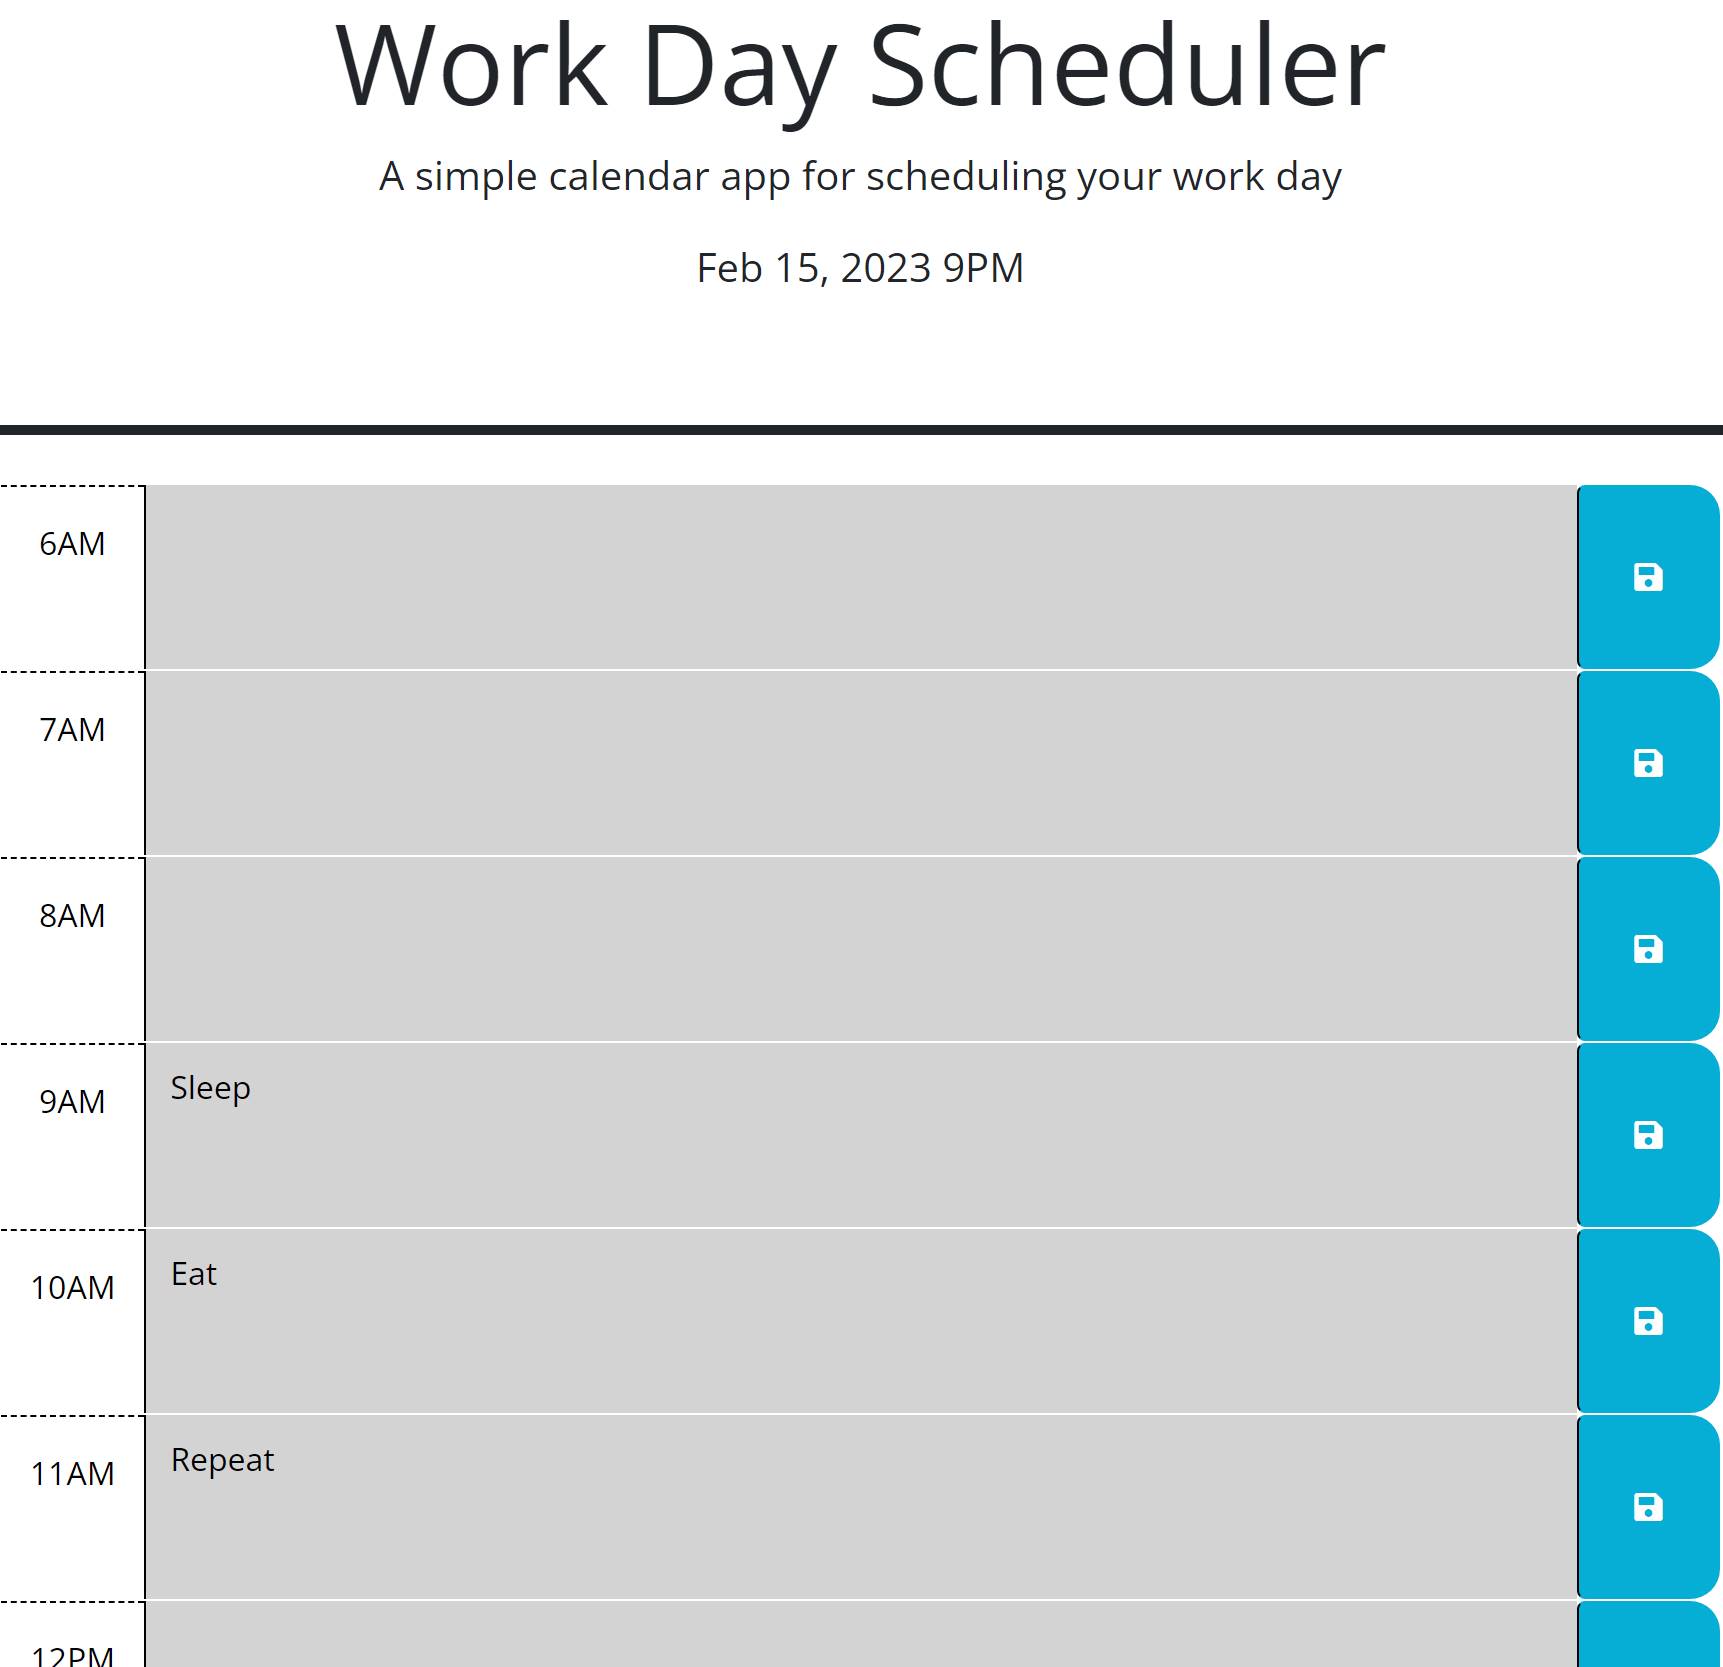 Work Day Scheduler
A simple calendar app for scheduling your work day
Feb 15, 2023 9PM
6AM
7AM
8AM
9AM
Sleep
10AM
Eat
11AM
Repeat
12PM